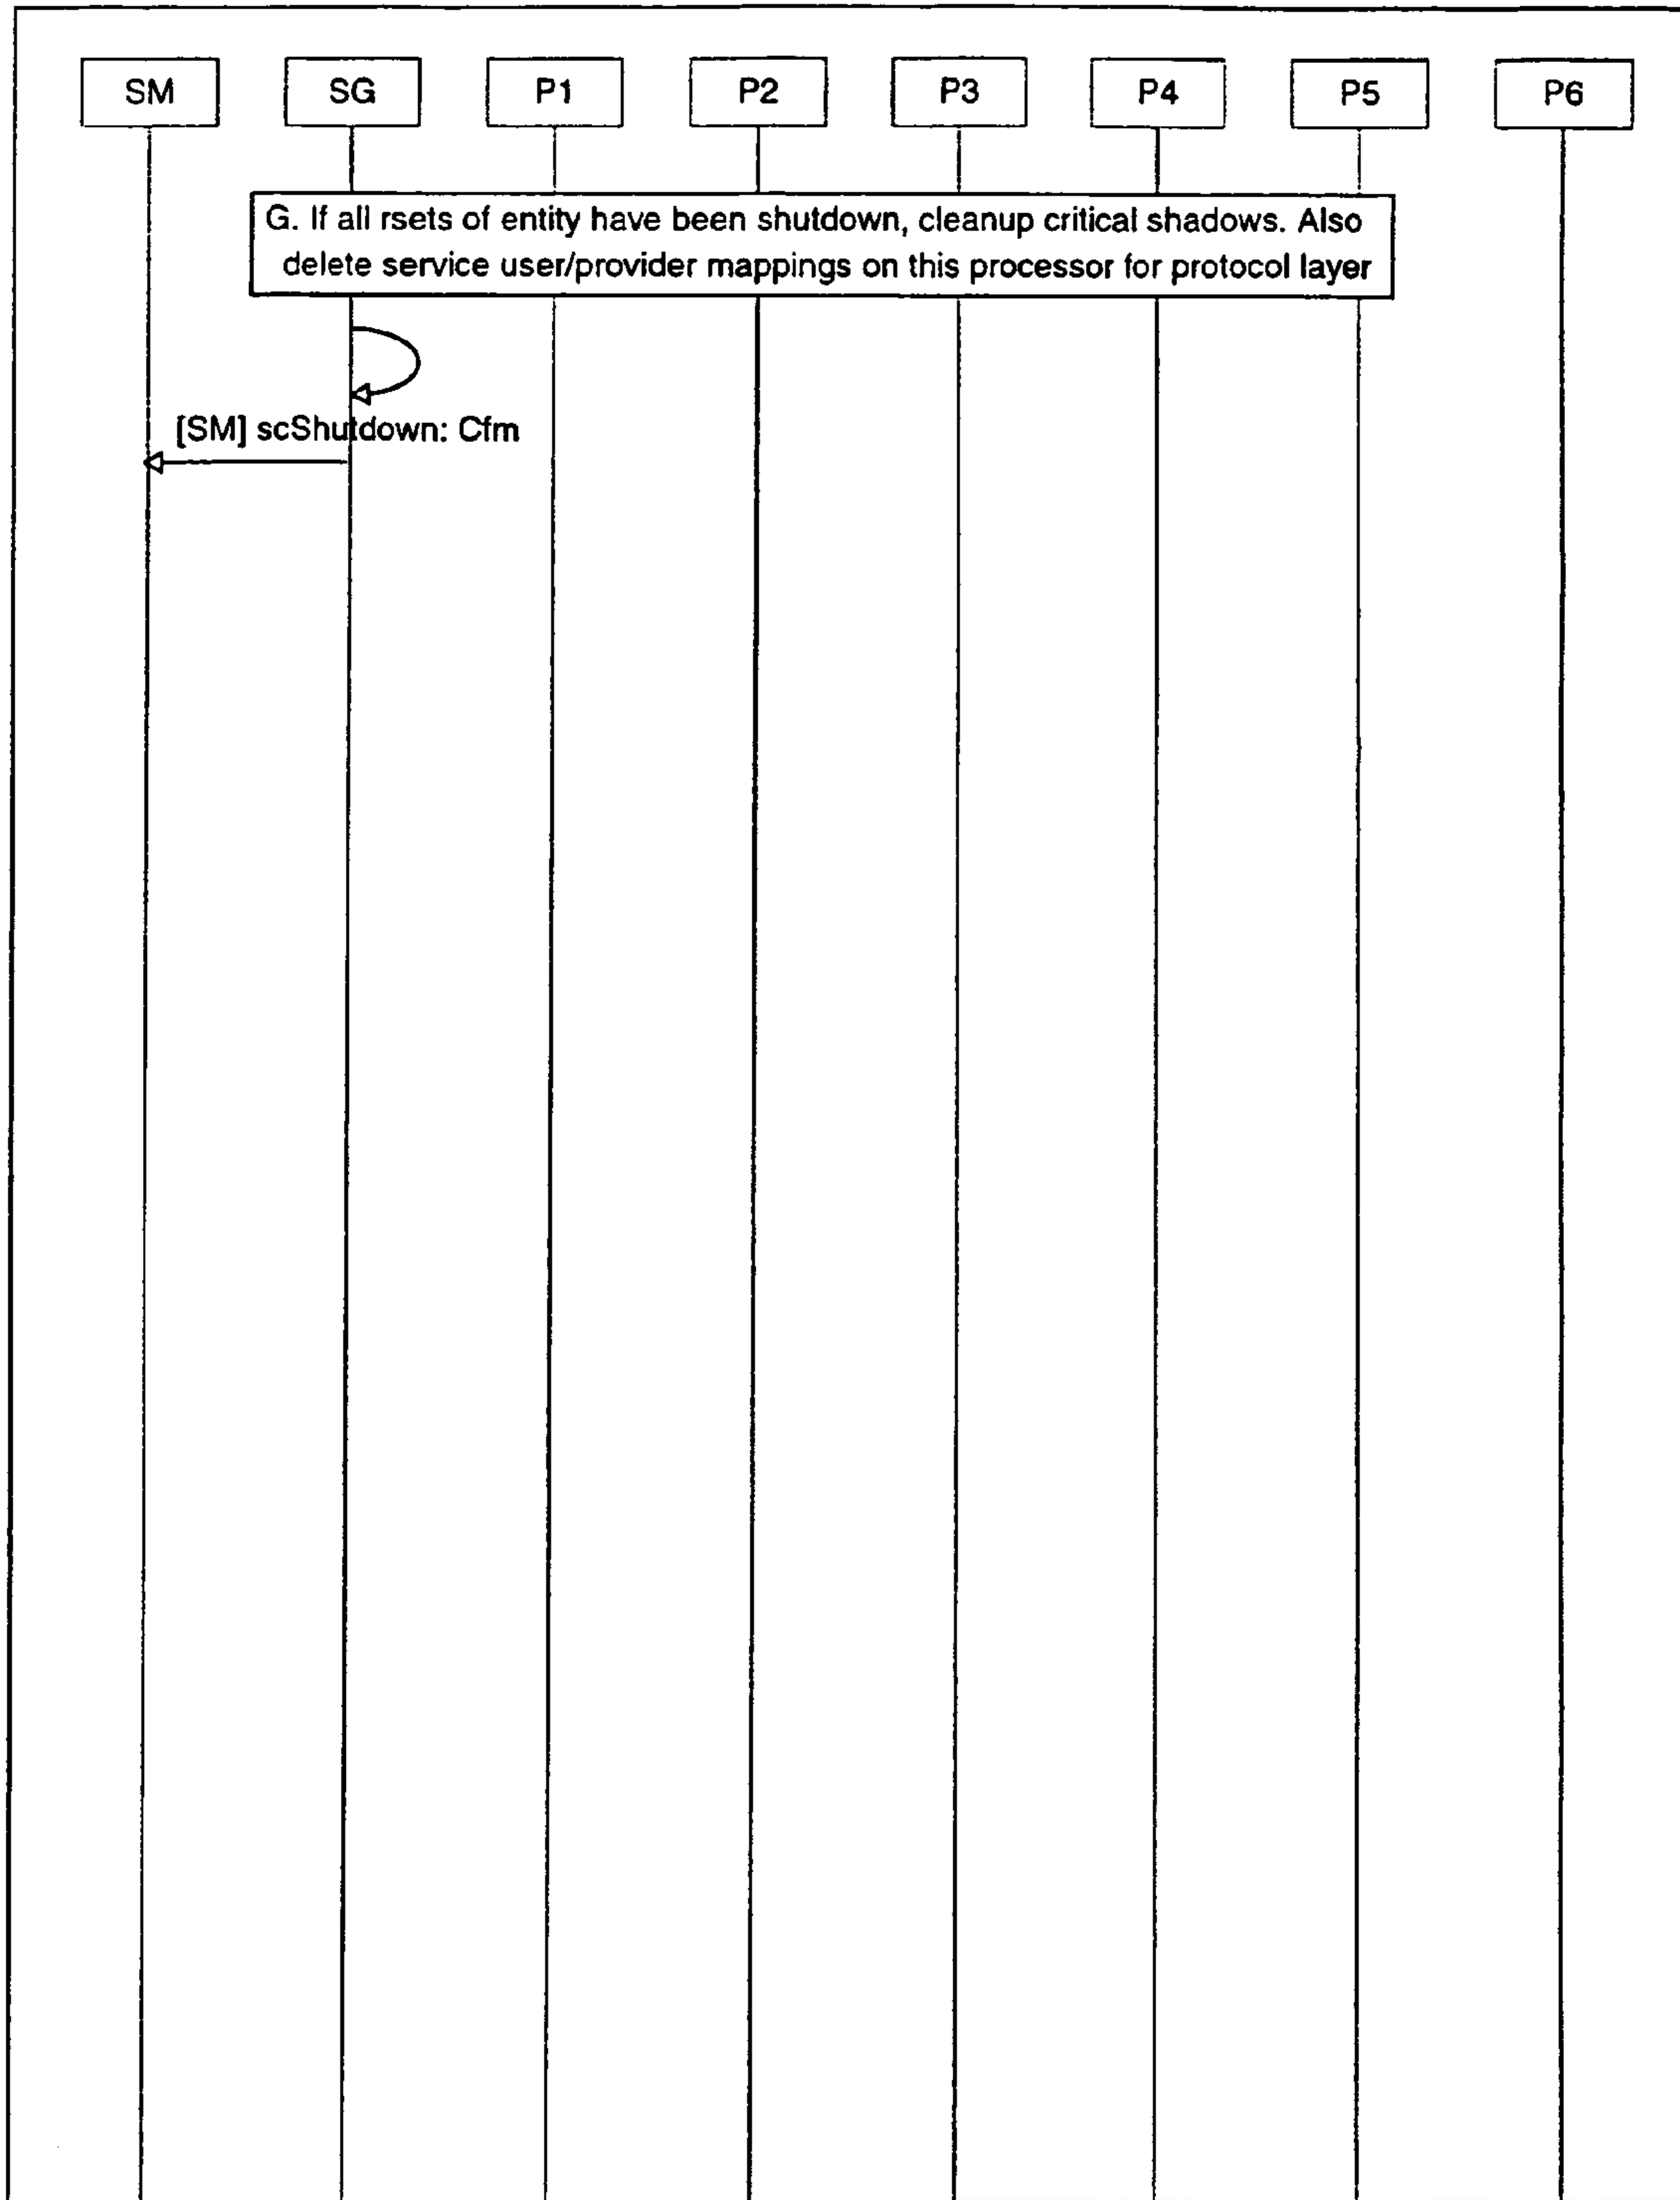 SM SG P1 P2 P3 P4 P5 P6
G. If all rsets of entity have been shutdown, cleanup critical shadows. Also
delete service user/provider mappings on this processor for protocol layer
[SM] scShutdown: Cfm